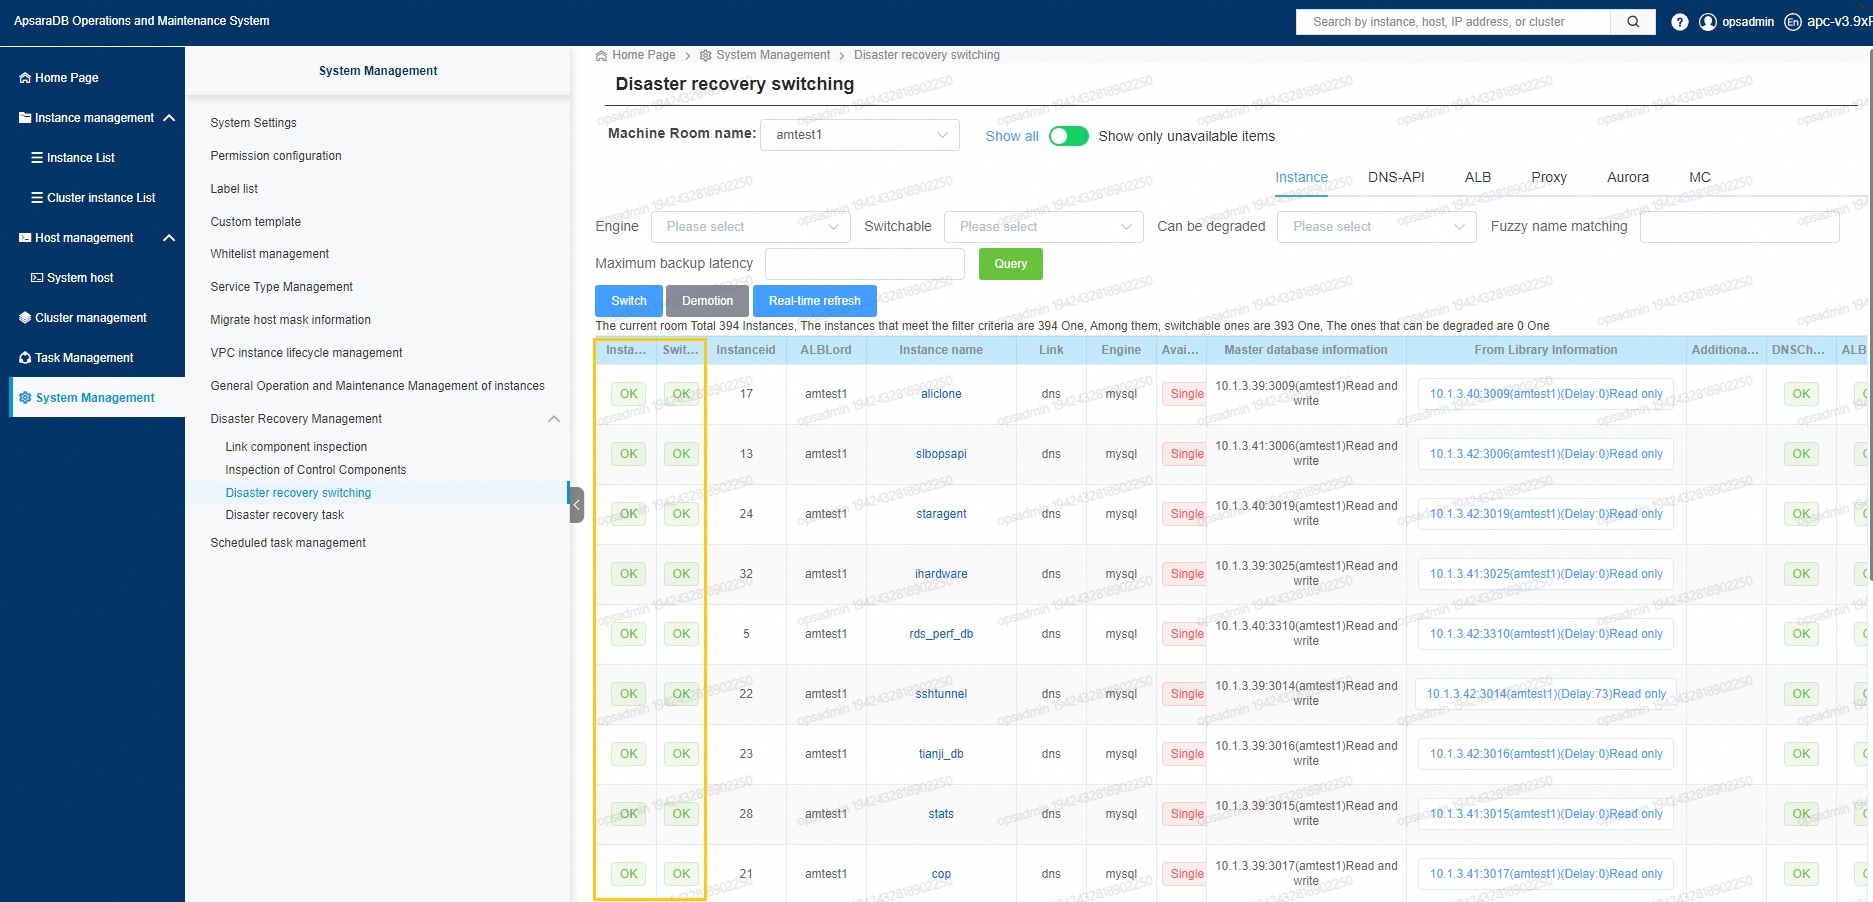 ApsaraDB Operations and Maintenance System
Search by instance, host, IP address, or cluster
? opsadmin En
Home Page
Instance management
Instance List
Cluster instance List
Host management
System host
Cluster management
Task Management
System Management
System Management
System Settings
Permission configuration
Label list
Custom template
Whitelist management
Service Type Management
Migrate host mask information
VPC instance lifecycle management
General Operation and Maintenance Management of instances
Disaster Recovery Management
Link component inspection
Inspection of Control Components
Disaster recovery switching
Disaster recovery task
Scheduled task management
Home Page > System Management > Disaster recovery switching
Disaster recovery switching
opsadmin 1942432818902250
Machine Room name: amtest1 Show all Show only unavailable items
Instance DNS-API ALB Proxy Aurora MC
Engine Please select Switchable Please select Can be degraded Please select Fuzzy name matching
Maximum backup latency Query
Switch Demotion Real-time refresh
The current room Total 394 Instances, The instances that meet the filter criteria are 394 One, Among them, switchable ones are 393 One, The ones that can be degraded are 0 One
Insta... Swit... Instanceid ALBLord Instance name Link Engine Avai... Master database information From Library Information Additiona... DNSCh... ALB
OK OK 17 amtest1 aliclone dns mysql Single 10.1.3.39:3009(amtest1)Read and write 10.1.3.40:3009(amtest1)(Delay:0)Read only OK
OK OK 13 amtest1 slbopsapi dns mysql Single 10.1.3.41:3006(amtest1)Read and write 10.1.3.42:3006(amtest1)(Delay:0)Read only OK
OK OK 24 amtest1 staragent dns mysql Single 10.1.3.40:3019(amtest1)Read and write 10.1.3.42:3019(amtest1)(Delay:0)Read only OK
OK OK 32 amtest1 ihardware dns mysql Single 10.1.3.39:3025(amtest1)Read and write 10.1.3.41:3025(amtest1)(Delay:0)Read only OK
OK OK 5 amtest1 rds_perf_db dns mysql Single 10.1.3.40:3310(amtest1)Read and write 10.1.3.42:3310(amtest1)(Delay:0)Read only OK
OK OK 22 amtest1 sshtunnel dns mysql Single 10.1.3.39:3014(amtest1)Read and write 10.1.3.42:3014(amtest1)(Delay:73)Read only OK
OK OK 23 amtest1 tianji_db dns mysql Single 10.1.3.39:3016(amtest1)Read and write 10.1.3.42:3016(amtest1)(Delay:0)Read only OK
OK OK 28 amtest1 stats dns mysql Single 10.1.3.39:3015(amtest1)Read and write 10.1.3.41:3015(amtest1)(Delay:0)Read only OK
OK OK 21 amtest1 cop dns mysql Single 10.1.3.39:3017(amtest1)Read and write 10.1.3.41:3017(amtest1)(Delay:0)Read only OK